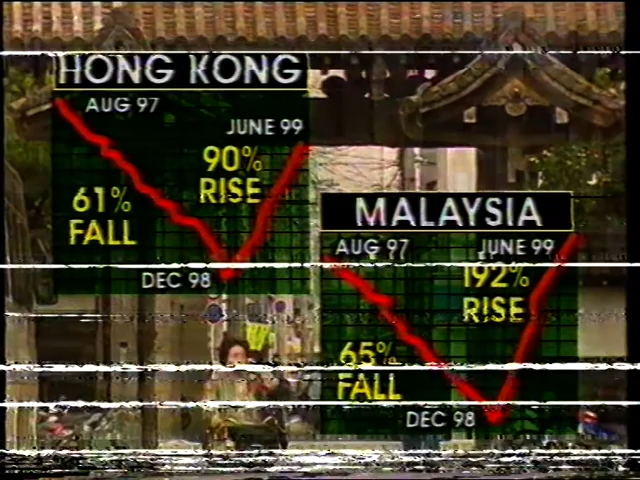 HONG KONG
AUG 97
JUNE 99
90%
RISE
61%
FALL
DEC 98
MALAYSIA
AUG 97
JUNE 99
192%
RISE
65%
FALL
DEC 98